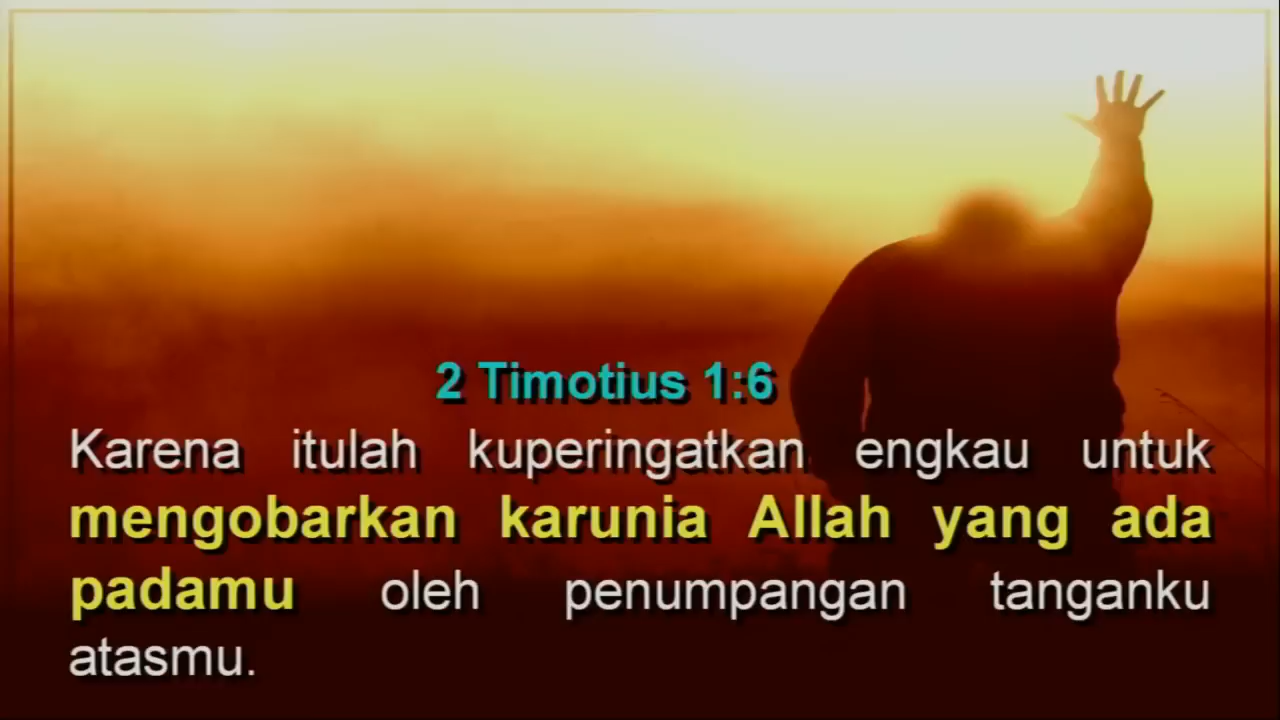 2 Timotius 1:6
Karena itulah kuperingatkan engkau untuk
mengobarkan karunia Allah yang ada
padamu oleh penumpangan tanganku
atasmu.